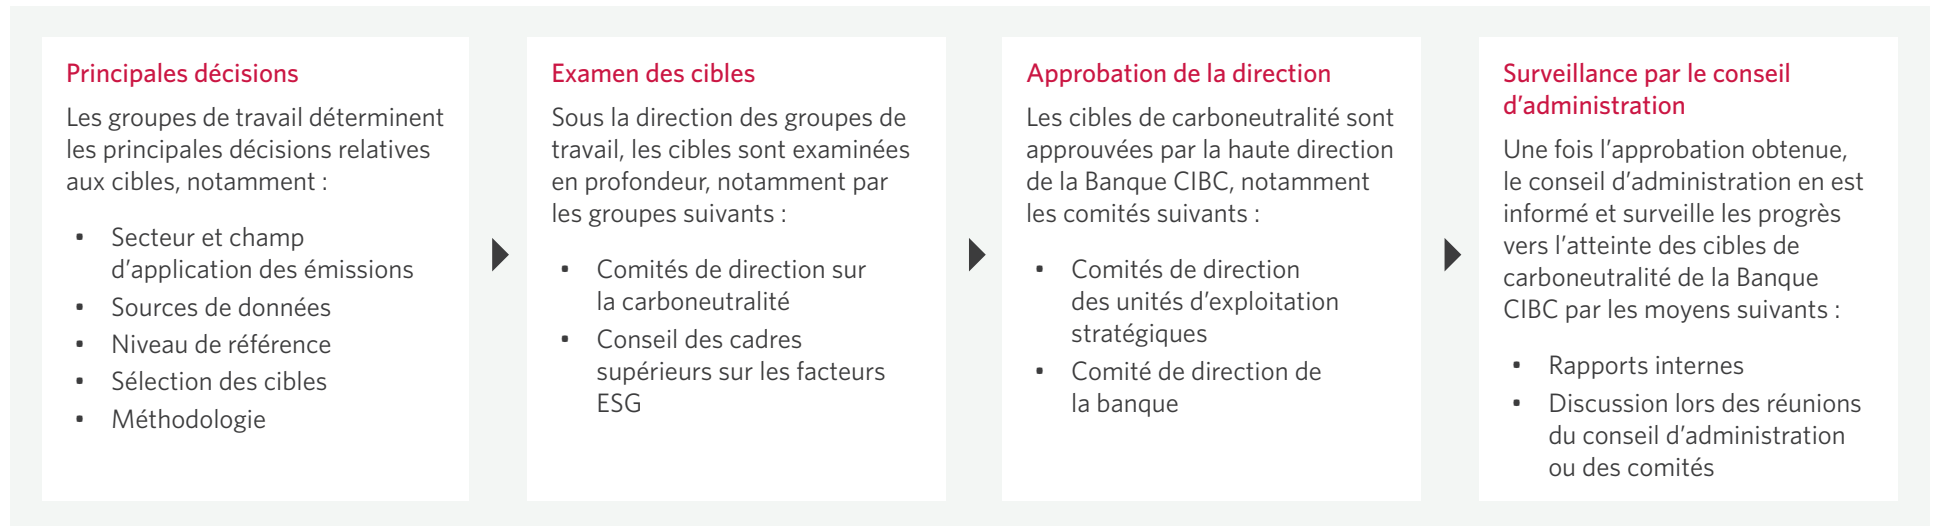 Principales décisions
Les groupes de travail déterminent
les principales décisions relatives
aux cibles, notamment :
• Secteur et champ
d’application des émissions
• Sources de données
• Niveau de référence
• Sélection des cibles
• Méthodologie
Examen des cibles
Sous la direction des groupes de
travail, les cibles sont examinées
en profondeur, notamment par
les groupes suivants :
• Comités de direction sur
la carboneutralité
• Conseil des cadres
supérieurs sur les facteurs
ESG
Approbation de la direction
Les cibles de carboneutralité sont
approuvées par la haute direction
de la Banque CIBC, notamment
les comités suivants :
• Comités de direction
des unités d’exploitation
stratégiques
• Comité de direction de
la banque
Surveillance par le conseil
d’administration
Une fois l’approbation obtenue,
le conseil d’administration en est
informé et surveille les progrès
vers l’atteinte des cibles de
carboneutralité de la Banque
CIBC par les moyens suivants :
• Rapports internes
• Discussion lors des réunions
du conseil d’administration
ou des comités